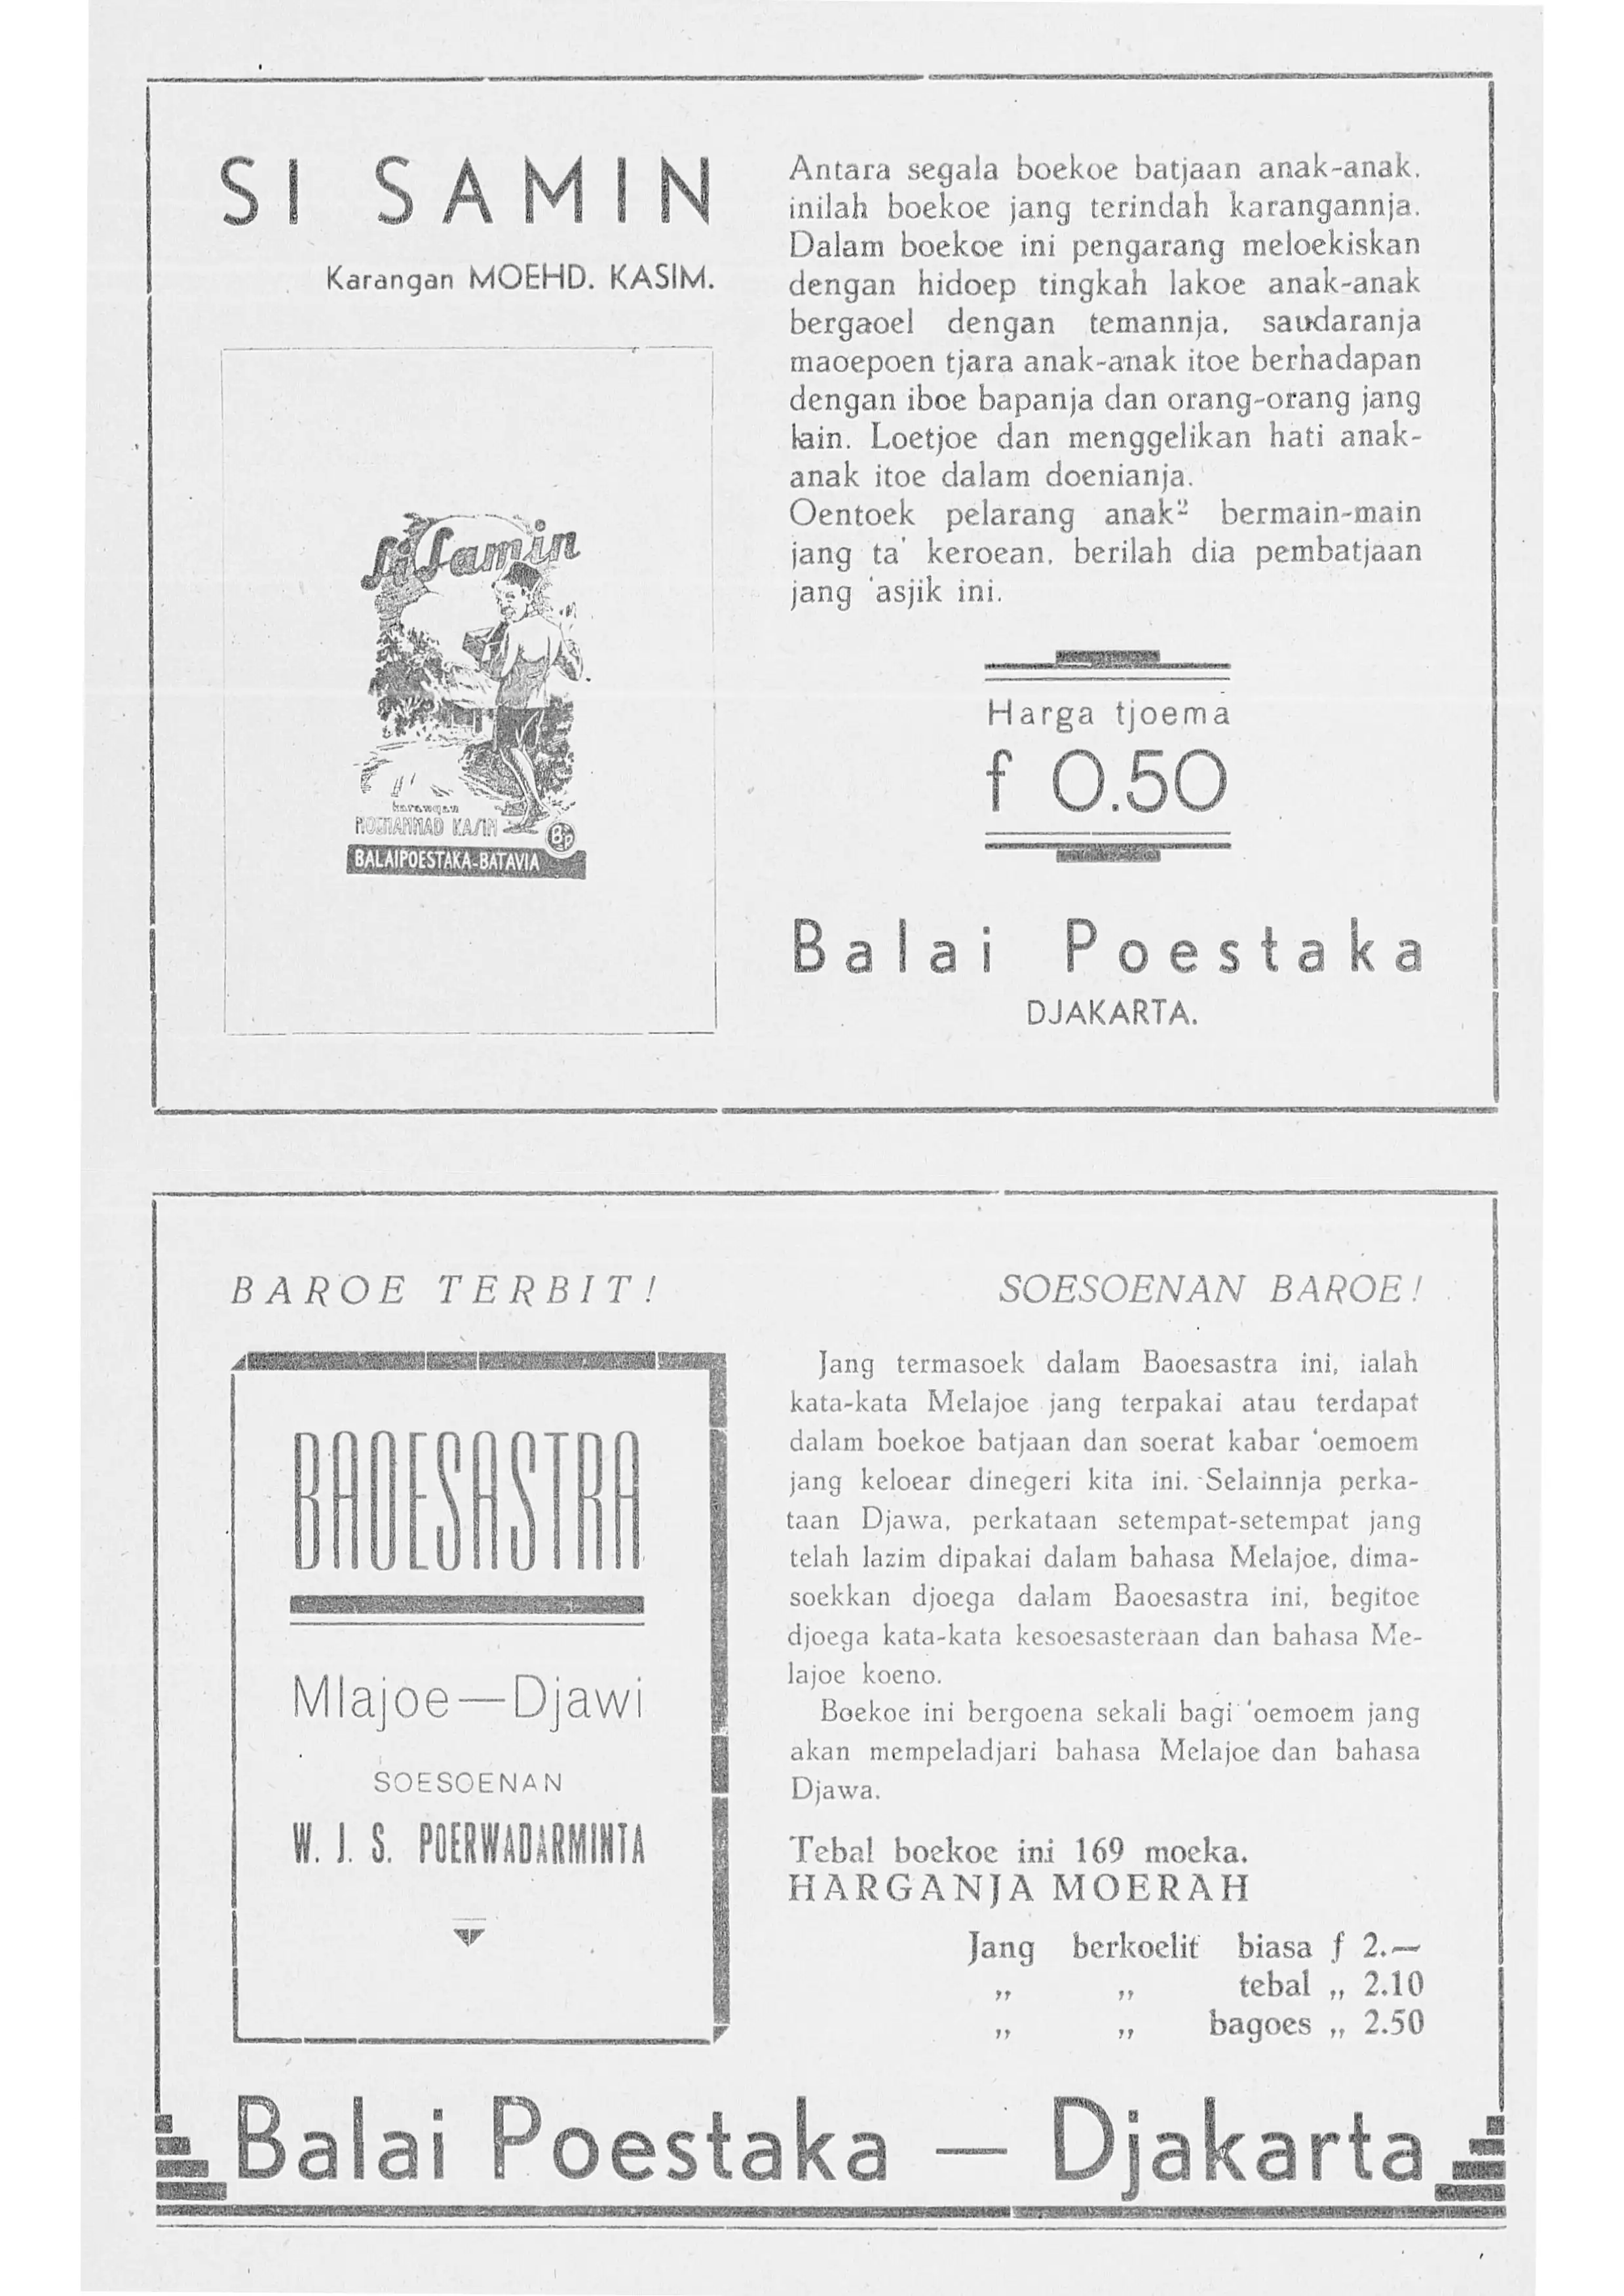 SI SAMIN
Karangan MOEHD. KASIM.
Si Samin
karangan
MOEHAMMAD KASIM
BP
BALAIPOESTAKA-BATAVIA
Antara segala boekoe batjaan anak-anak,
inilah boekoe jang terindah karangannja.
Dalam boekoe ini pengarang meloekiskan
dengan hidoep tingkah lakoe anak-anak
bergaoel dengan temannja, saudaranja
maoepoen tjara anak-anak itoe berhadapan
dengan iboe bapanja dan orang-orang jang
lain. Loetjoe dan menggelikan hati anak-
anak itoe dalam doenianja.
Oentoek pelarang anak² bermain-main
jang ta' keroean, berilah dia pembatjaan
jang 'asjik ini.
Harga tjoema
f 0.50
Balai Poestaka
DJAKARTA.
BAROE TERBIT!
BAOESASTRA
Mlajoe—Djawi
SOESOENAN
W. J. S. POERWADARMINTA
SOESOENAN BAROE!
Jang termasoek dalam Baoesastra ini, ialah
kata-kata Melajoe jang terpakai atau terdapat
dalam boekoe batjaan dan soerat kabar 'oemoem
jang keloear dinegeri kita ini. Selainnja perka-
taan Djawa, perkataan setempat-setempat jang
telah lazim dipakai dalam bahasa Melajoe, dima-
soekkan djoega dalam Baoesastra ini, begitoe
djoega kata-kata kesoesasteraan dan bahasa Me-
lajoe koeno.
Boekoe ini bergoena sekali bagi 'oemoem jang
akan mempeladjari bahasa Melajoe dan bahasa
Djawa.
Tebal boekoe ini 169 moeka.
HARGANJA MOERAH
Jang berkoelit biasa f 2.—
„ „ tebal „ 2.10
„ „ bagoes „ 2.50
Balai Poestaka — Djakarta